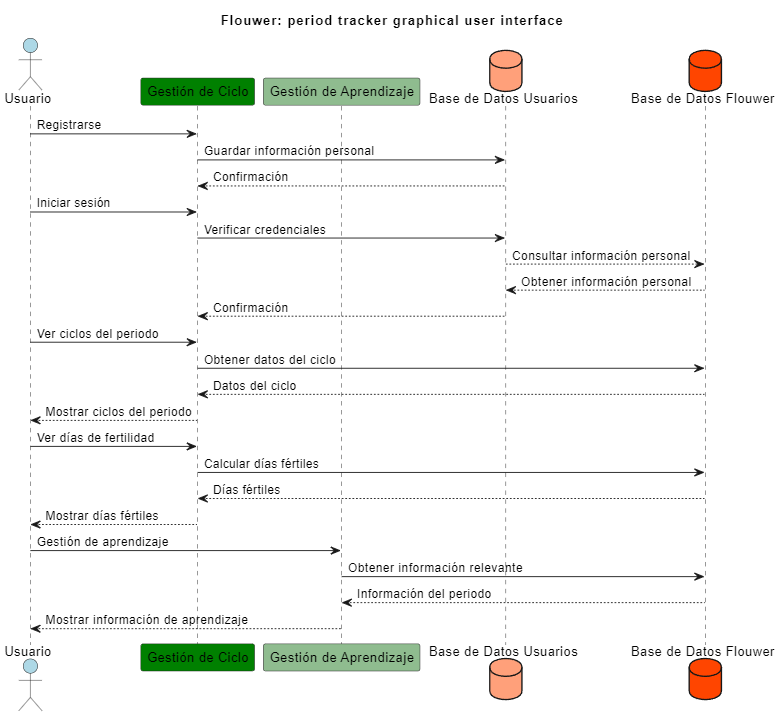 Flouwer: period tracker graphical user interface
Usuario
Gestión de Ciclo
Gestión de Aprendizaje
Base de Datos Usuarios
Base de Datos Flouwer
Registrarse
Guardar información personal
Confirmación
Iniciar sesión
Verificar credenciales
Consultar información personal
Obtener información personal
Confirmación
Ver ciclos del periodo
Obtener datos del ciclo
Datos del ciclo
Mostrar ciclos del periodo
Ver días de fertilidad
Calcular días fértiles
Días fértiles
Mostrar días fértiles
Gestión de aprendizaje
Obtener información relevante
Información del periodo
Mostrar información de aprendizaje
Usuario
Gestión de Ciclo
Gestión de Aprendizaje
Base de Datos Usuarios
Base de Datos Flouwer